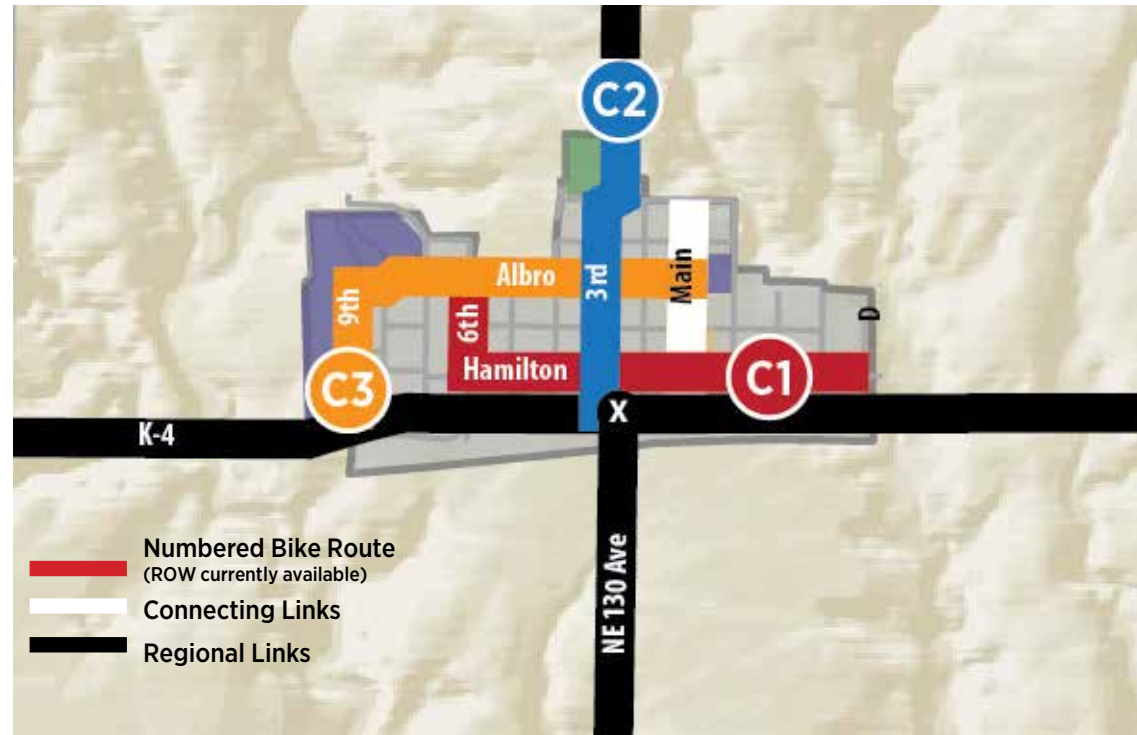 C2
Albro
3rd
Main
9th
6th
D
Hamilton
C1
C3
X
K-4
NE 130 Ave
Numbered Bike Route
(ROW currently available)
Connecting Links
Regional Links